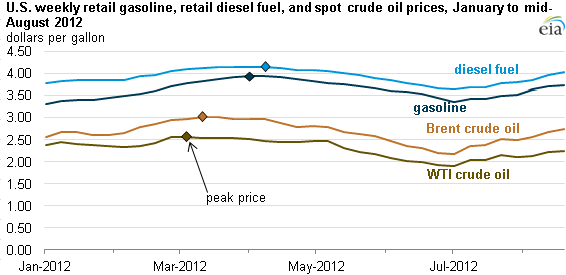 U.S. weekly retail gasoline, retail diesel fuel, and spot crude oil prices, January to mid-
August 2012
dollars per gallon
eia
4.50
4.00
3.50
3.00
2.50
2.00
1.50
1.00
0.50
0.00
diesel fuel
gasoline
Brent crude oil
WTI crude oil
peak price
Jan-2012
Mar-2012
May-2012
Jul-2012